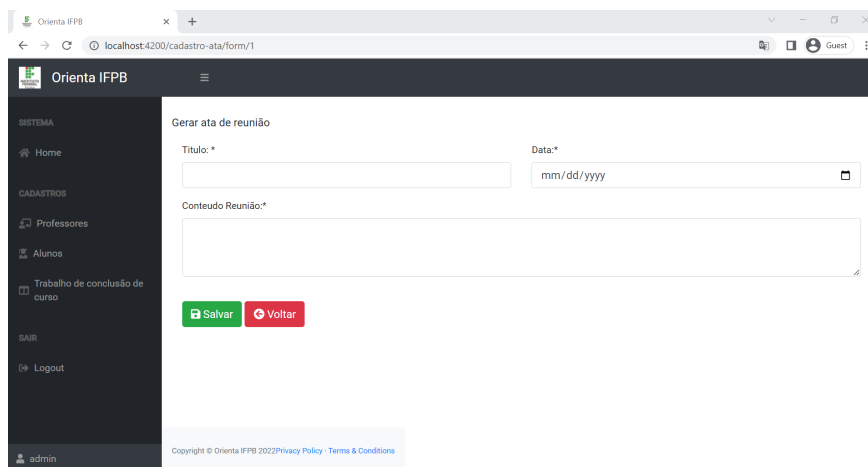 Orienta IFPB
localhost:4200/cadastro-ata/form/1
Guest
Orienta IFPB
SISTEMA
Home
CADASTROS
Professores
Alunos
Trabalho de conclusão de
curso
SAIR
Logout
admin
Gerar ata de reunião
Titulo: *
Data:*
mm/dd/yyyy
Conteudo Reunião:*
Salvar
Voltar
Copyright © Orienta IFPB 2022Privacy Policy · Terms & Conditions